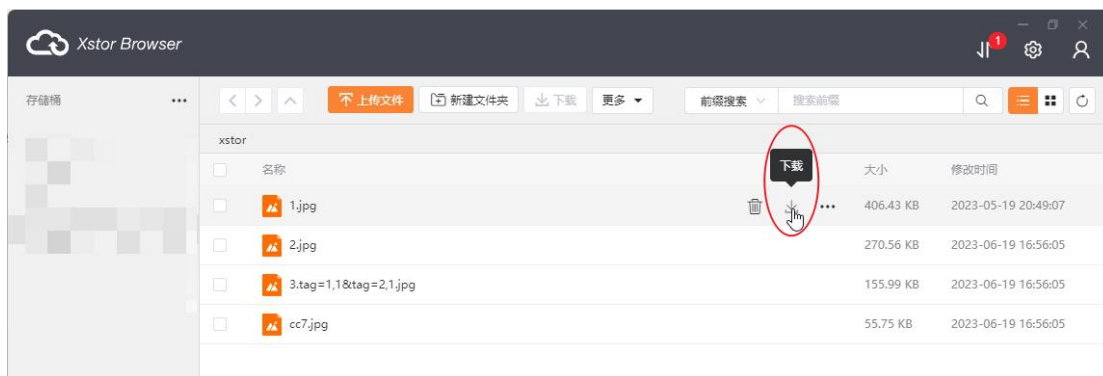 Xstor Browser
1
存储桶
上传文件 新建文件夹 下载 更多 前缀搜索 搜索前缀
xstor
名称 下载 大小 修改时间
1.jpg 406.43 KB 2023-05-19 20:49:07
2.jpg 270.56 KB 2023-06-19 16:56:05
3.tag=1,1&tag=2,1.jpg 155.99 KB 2023-06-19 16:56:05
cc7.jpg 55.75 KB 2023-06-19 16:56:05